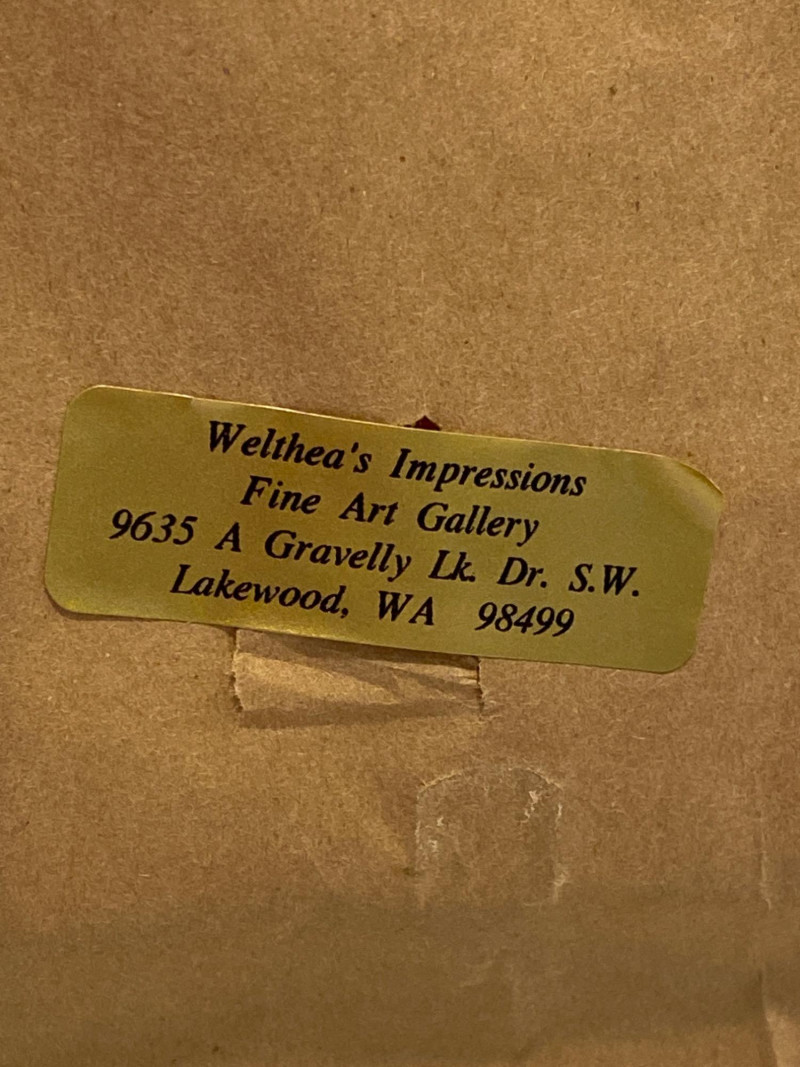 Welthea's Impressions
Fine Art Gallery
9635 A Gravelly Lk. Dr. S.W.
Lakewood, WA 98499